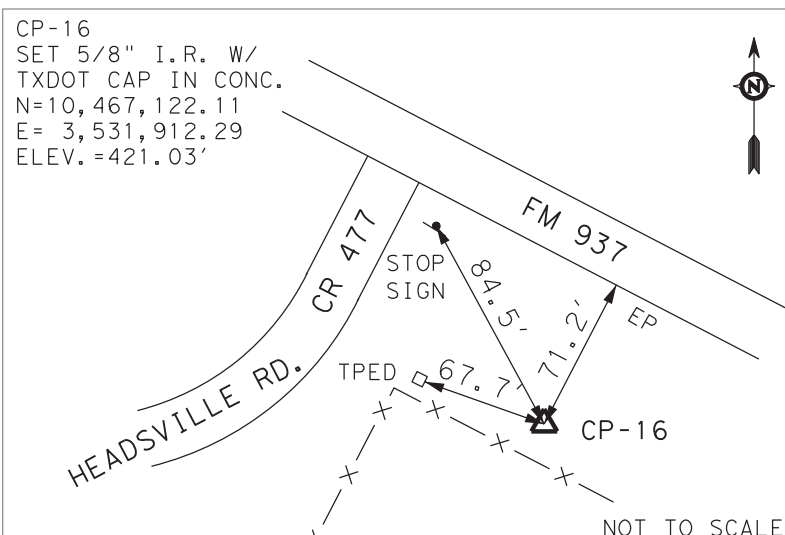 CP-16
SET 5/8" I.R. W/
TXDOT CAP IN CONC.
N=10,467,122.11
E= 3,531,912.29
ELEV.=421.03'
N
FM 937
CR 477
STOP
SIGN
84.5'
71.2'
EP
TPED
67.7'
HEADSVILLE RD.
CP-16
NOT TO SCALE